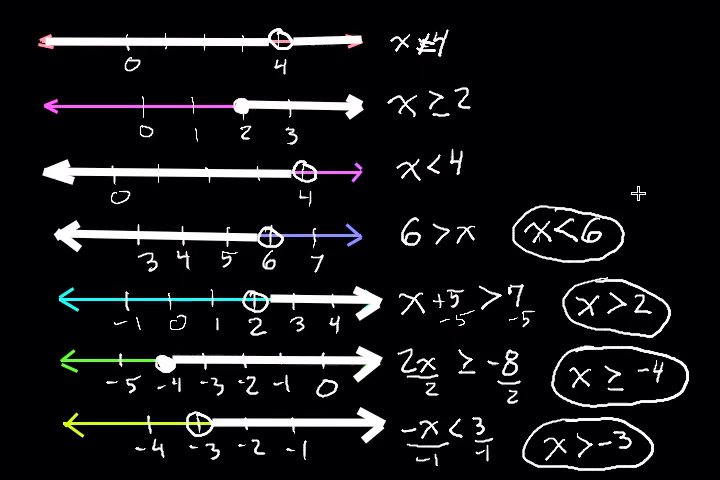 x ≠ 4
0 4
x ≥ 2
0 1 2 3
x < 4
0 4
6 > x x < 6
3 4 5 6 7
x + 5 > 7 x > 2
-5 -5
-1 0 1 2 3 4
2x ≥ -8 x ≥ -4
2 2
-5 -4 -3 -2 -1 0
-x < 3 x > -3
-1 -1
-4 -3 -2 -1